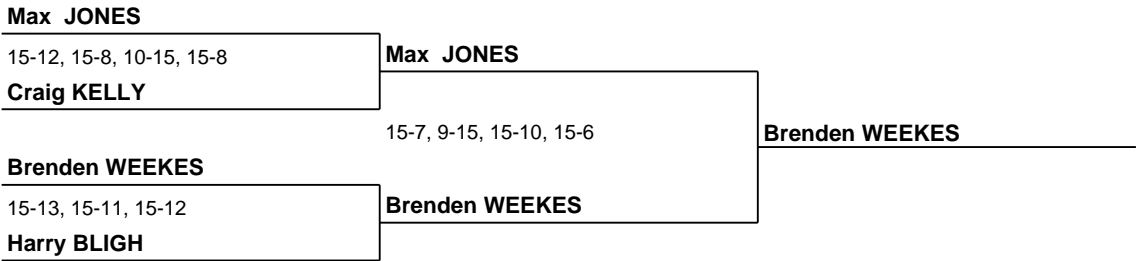 Max  JONES
15-12, 15-8, 10-15, 15-8
Craig KELLY
Max  JONES
15-7, 9-15, 15-10, 15-6
Brenden WEEKES
Brenden WEEKES
15-13, 15-11, 15-12
Harry BLIGH
Brenden WEEKES